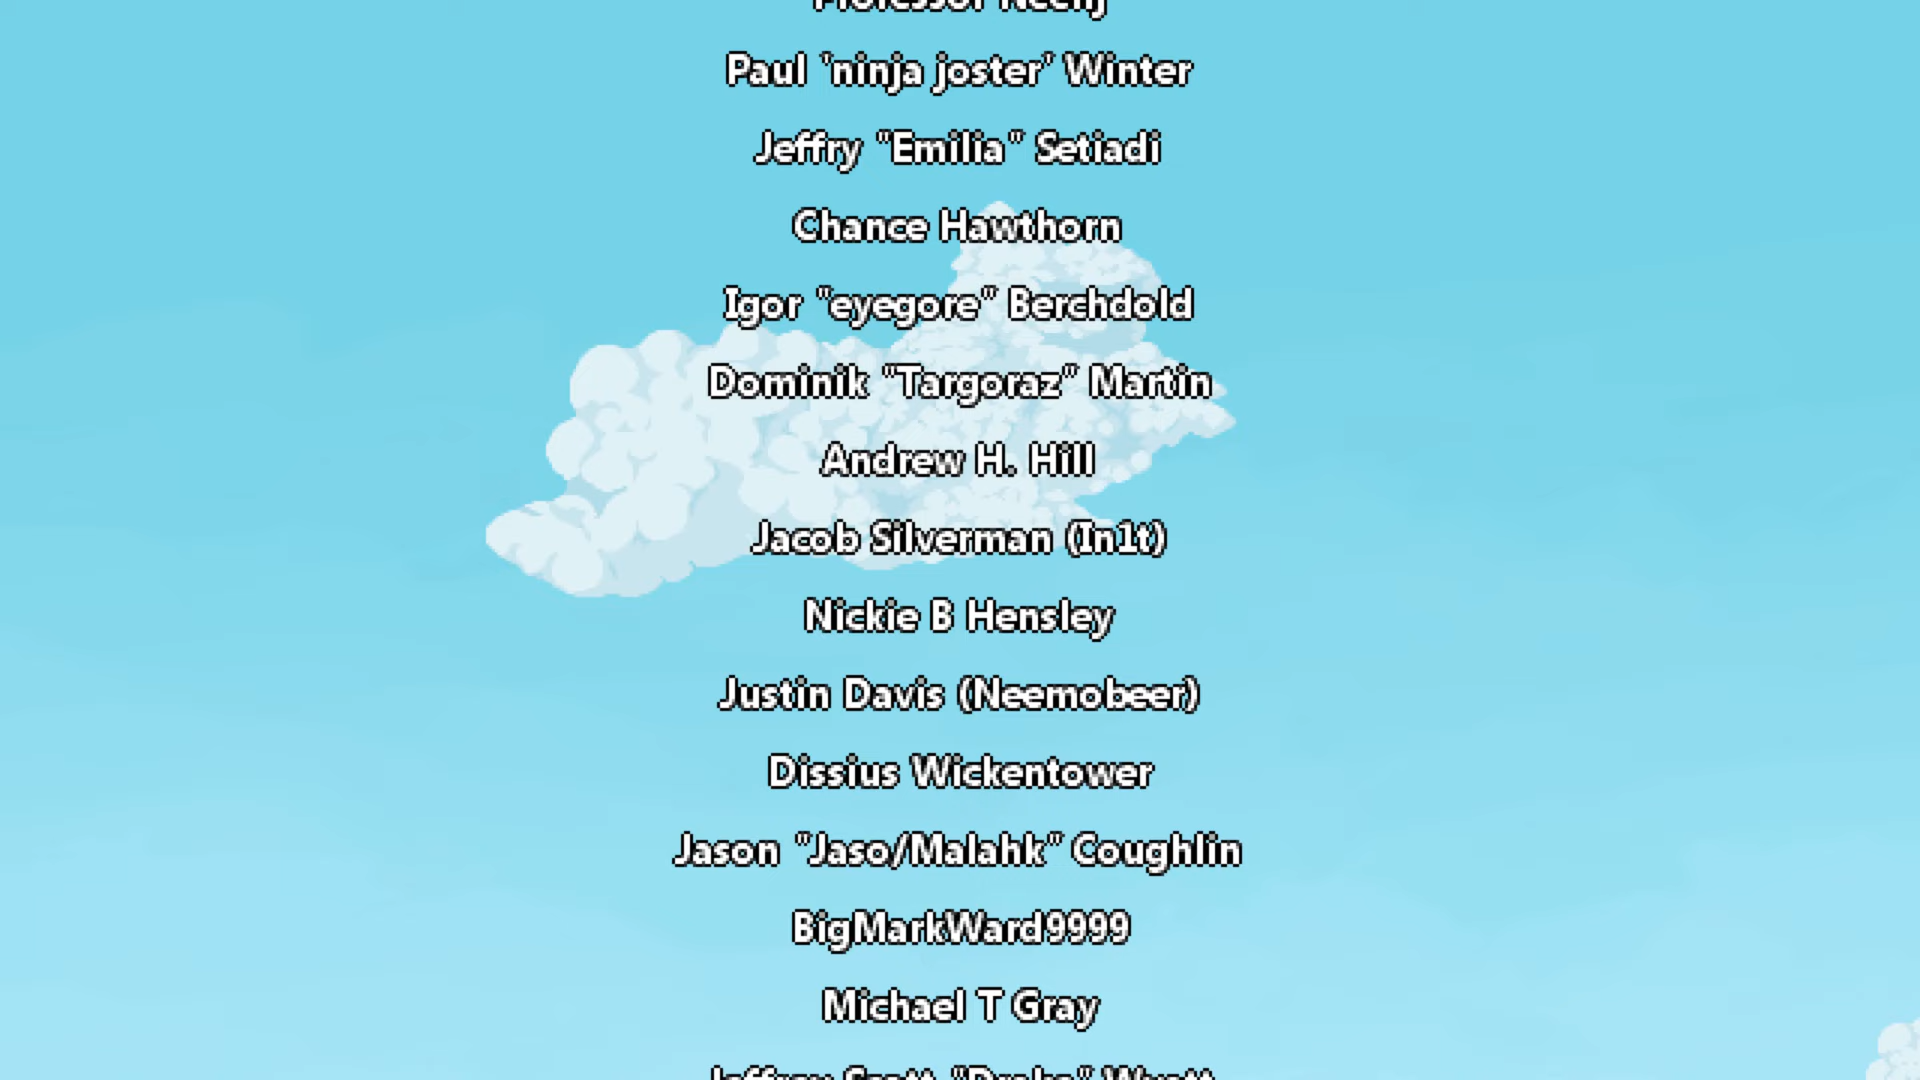 Paul 'ninja joster' Winter
Jeffry "Emilia" Setiadi
Chance Hawthorn
Igor "eyegore" Berchdold
Dominik "Targoraz" Martin
Andrew H. Hill
Jacob Silverman (In1t)
Nickie B Hensley
Justin Davis (Neemobeer)
Dissius Wickentower
Jason "Jaso/Malahk" Coughlin
BigMarkWard9999
Michael T Gray